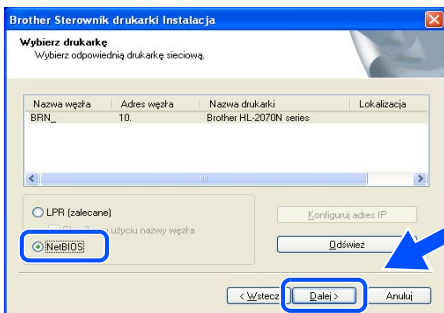 Brother Sterownik drukarki Instalacja
Wybierz drukarkę
Wybierz odpowiednią drukarkę sieciową.
Nazwa węzła Adres węzła Nazwa drukarki Lokalizacja
BRN_ 10. Brother HL-2070N series
LPR (zalecane)
użyciu nazwy węzła
Konfiguruj adres IP
NetBIOS
Odśwież
< Wstecz Dalej > Anuluj